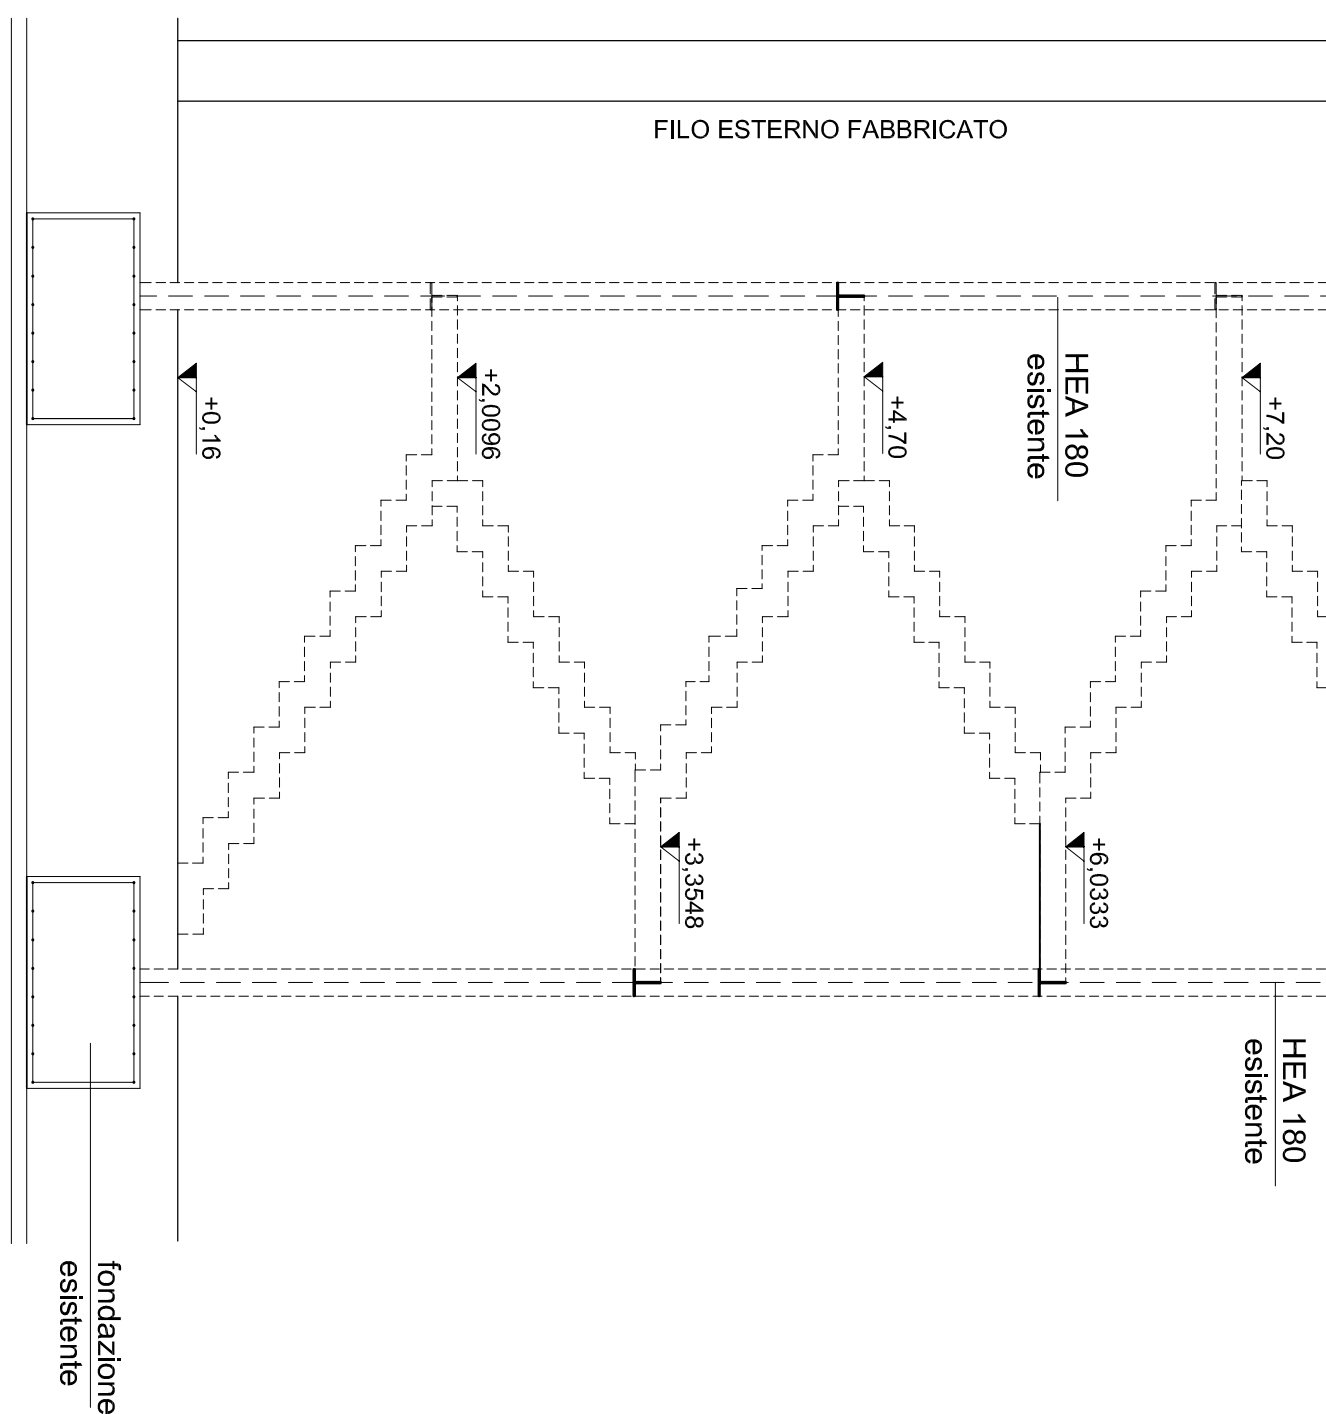 FILO ESTERNO FABBRICATO
+0,16
+2,0096
+4,70
HEA 180
esistente
+7,20
+3,3548
+6,0333
HEA 180
esistente
fondazione
esistente